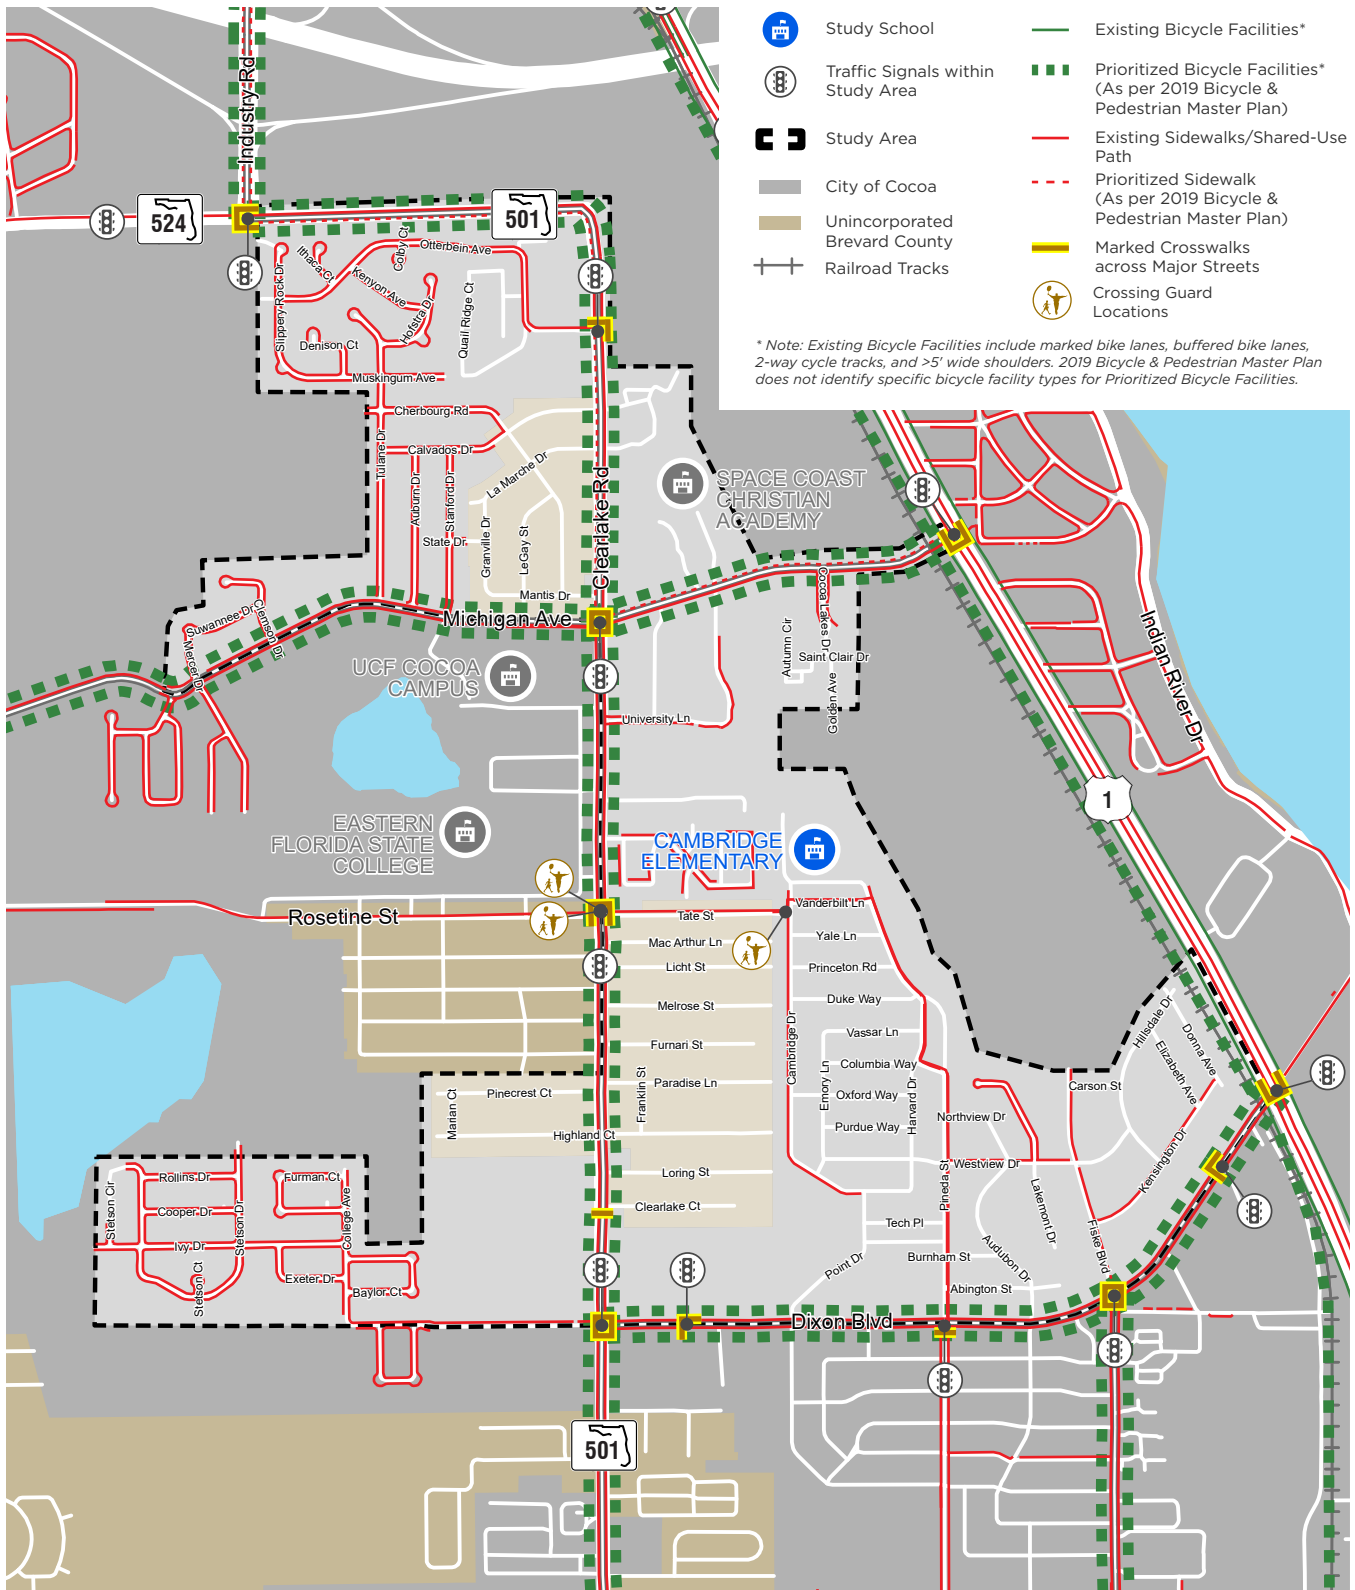 Study School
Traffic Signals within
Study Area
Study Area
City of Cocoa
Unincorporated
Brevard County
Railroad Tracks
Existing Bicycle Facilities*
Prioritized Bicycle Facilities*
(As per 2019 Bicycle &
Pedestrian Master Plan)
Existing Sidewalks/Shared-Use
Path
Prioritized Sidewalk
(As per 2019 Bicycle &
Pedestrian Master Plan)
Marked Crosswalks
across Major Streets
Crossing Guard
Locations
* Note: Existing Bicycle Facilities include marked bike lanes, buffered bike lanes,
2-way cycle tracks, and >5' wide shoulders. 2019 Bicycle & Pedestrian Master Plan
does not identify specific bicycle facility types for Prioritized Bicycle Facilities.
Industry Rd
524
501
Otterbein Ave
Colby Ct
Ithaca Ct
Kenyon Ave
Slippery Rock Dr
Hofstra Dr
Quail Ridge Ct
Denison Ct
Muskingum Ave
Cherbourg Rd
Calvados Dr
Tulane Dr
La Marche Dr
Auburn Dr
Stanford Dr
Granville Dr
LeGay St
State Dr
Mantis Dr
Clearlake Rd
SPACE COAST
CHRISTIAN
ACADEMY
Michigan Ave
Suwannee Dr
Clemson Dr
Mercer Dr
UCF COCOA
CAMPUS
Cocoa Lakes Dr
Autumn Cir
Saint Clair Dr
Golden Ave
University Ln
Indian River Dr
1
EASTERN
FLORIDA STATE
COLLEGE
CAMBRIDGE
ELEMENTARY
Rosetine St
Tate St
Vanderbilt Ln
Mac Arthur Ln
Yale Ln
Licht St
Princeton Rd
Melrose St
Duke Way
Furnari St
Vassar Ln
Cambridge Dr
Columbia Way
Paradise Ln
Franklin St
Emory Ln
Oxford Way
Harvard Dr
Purdue Way
Pinecrest Ct
Marian Ct
Highland Ct
Loring St
Clearlake Ct
Hillsdale Dr
Donna Ave
Elizabeth Ave
Carson St
Northview Dr
Kensington Dr
Westview Dr
Pineda St
Lakemont Dr
Fiske Blvd
Tech Pl
Burnham St
Audubon Dr
Point Dr
Abington St
Dixon Blvd
Rollins Dr
Furman Ct
Stetson Cir
Cooper Dr
Stetson Dr
College Ave
Ivy Dr
Stetson Ct
Exeter Dr
Baylor Ct
501